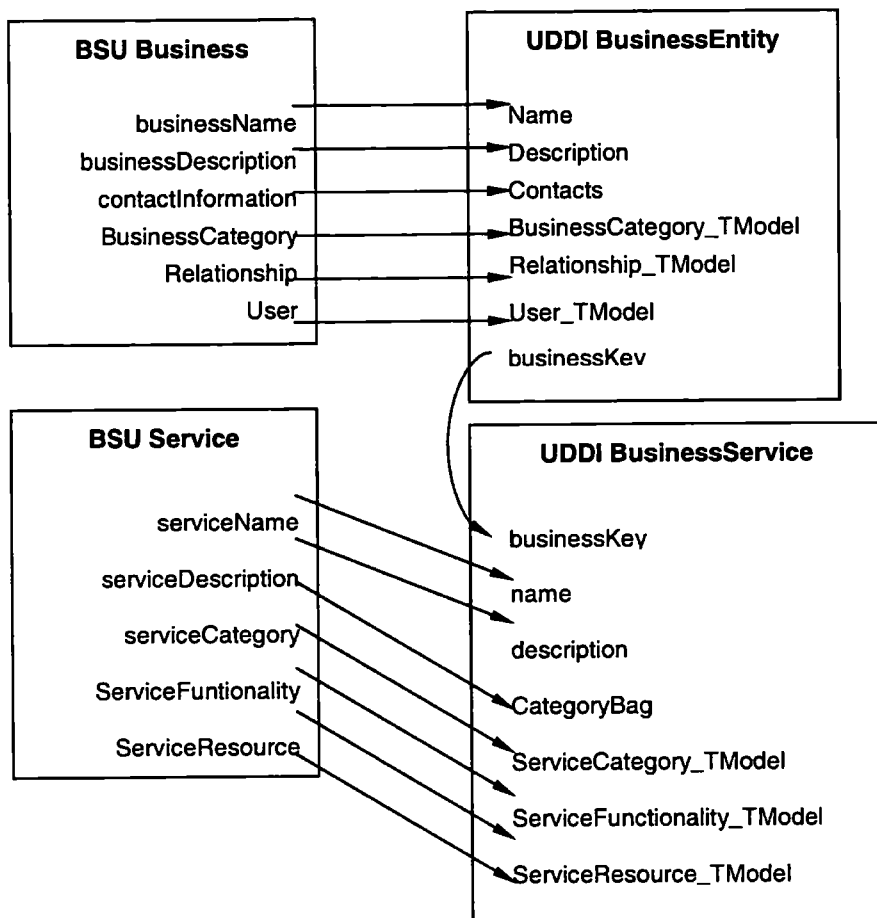 BSU Business
businessName
businessDescription
contactInformation
BusinessCategory
Relationship
User
UDDI BusinessEntity
Name
Description
Contacts
BusinessCategory_TModel
Relationship_TModel
User_TModel
businessKey
BSU Service
serviceName
serviceDescription
serviceCategory
ServiceFuntionality
ServiceResource
UDDI BusinessService
businessKey
name
description
CategoryBag
ServiceCategory_TModel
ServiceFunctionality_TModel
ServiceResource_TModel